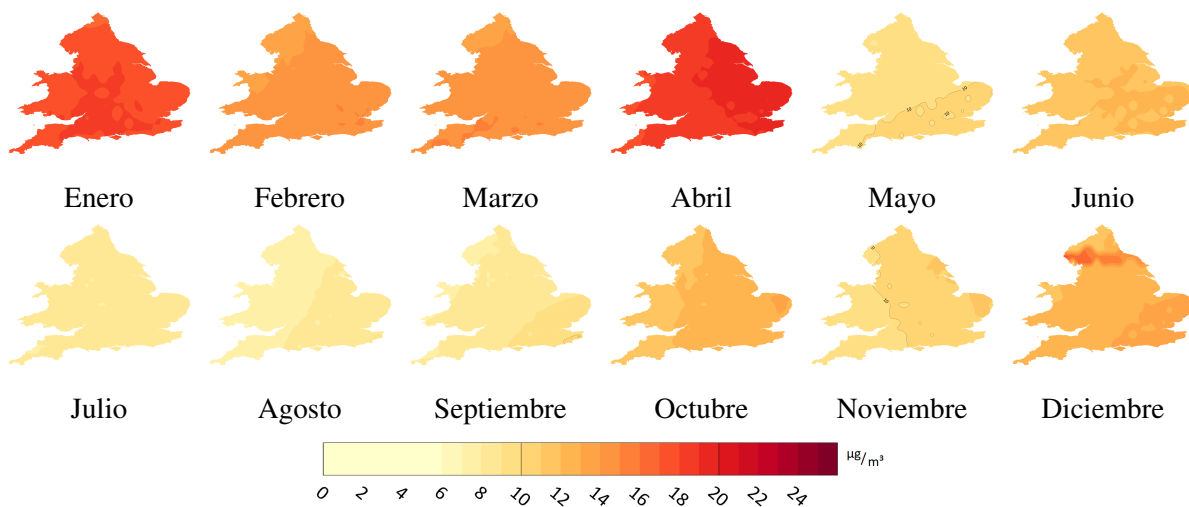 Enero Febrero Marzo Abril Mayo Junio
Julio Agosto Septiembre Octubre Noviembre Diciembre
µg/m³
0 2 4 6 8 10 12 14 16 18 20 22 24